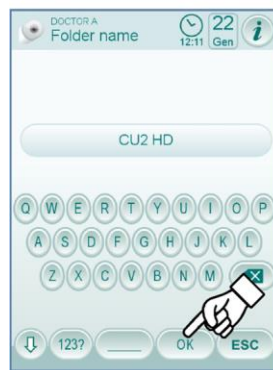 DOCTOR A
Folder name
12:11
22
Gen
i
CU2 HD
Q W E R T Y U I O P
A S D F G H J K L
Z X C V B N M
123? OK ESC